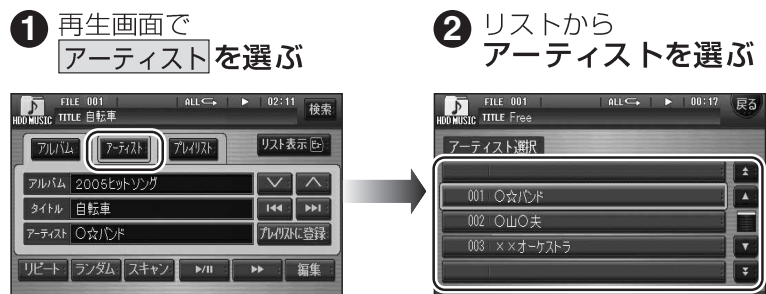 1 再生画面で
アーティストを選ぶ
FILE 001 ALL 02:11
HDD MUSIC TITLE 自転車
検索
アルバム アーティスト プレイリスト リスト表示
アルバム 2005ヒットソング
タイトル 自転車
アーティスト ○☆バンド プレイリストに登録
リピート ランダム スキャン ▶/II ▶▶ 編集
2 リストから
アーティストを選ぶ
FILE 001 ALL 00:17
HDD MUSIC TITLE Free
戻る
アーティスト選択
001 ○☆バンド
002 ○山○夫
003 ××オーケストラ